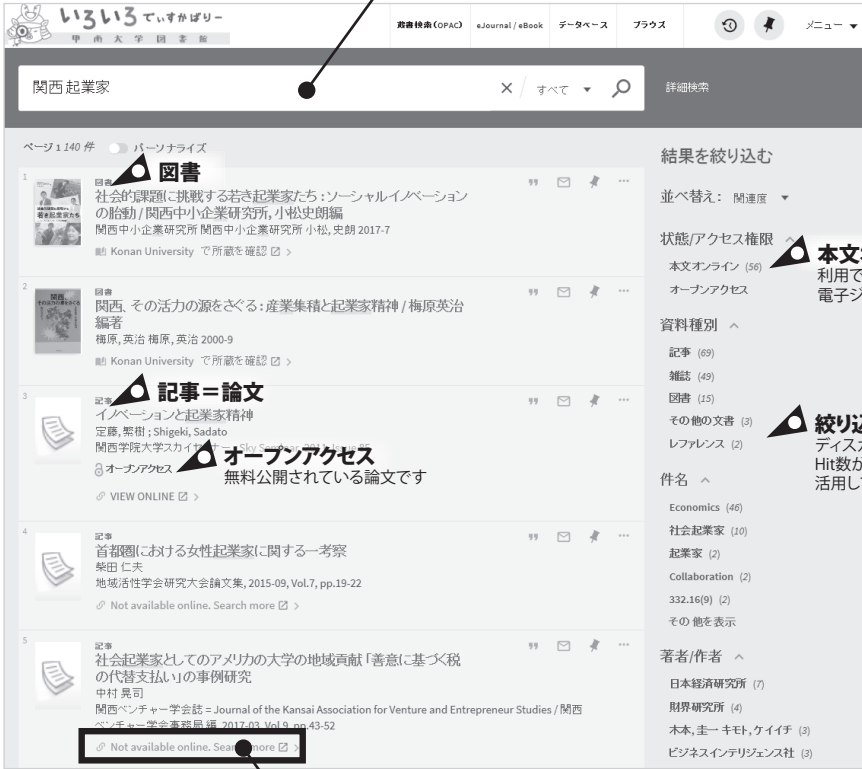 いろいろでぃすかばりー
甲南大学図書館
蔵書検索(OPAC) eJournal/eBook データベース ブラウズ メニュー
関西 起業家 すべて 詳細検索
ページ 1 140 件 パーソナライズ
図書
1
図書
社会的課題に挑戦する若き起業家たち : ソーシャルイノベーション
の胎動 / 関西中小企業研究所, 小松史朗編
関西中小企業研究所 関西中小企業研究所 小松, 史朗 2017-7
Konan University で所蔵を確認
2
図書
関西、その活力の源をさぐる : 産業集積と起業家精神 / 梅原英治
編著
梅原, 英治 梅原, 英治 2000-9
Konan University で所蔵を確認
3
記事
記事=論文
イノベーションと起業家精神
定藤, 繁樹 ; Shigeki, Sadato
関西学院大学スカイセミナー
オープンアクセス
オープンアクセス
無料公開されている論文です
VIEW ONLINE
4
記事
首都圏における女性起業家に関する一考察
柴田 仁夫
地域活性学会研究大会論文集, 2015-09, Vol.7, pp.19-22
Not available online. Search more
5
記事
社会起業家としてのアメリカの大学の地域貢献「善意に基づく税
の代替支払い」の事例研究
中村 晃司
関西ベンチャー学会誌 = Journal of the Kansai Association for Venture and Entrepreneur Studies / 関西
ベンチャー学会事務局 編, 2017-03, Vol.9, pp.43-52
Not available online. Search more
結果を絞り込む
並べ替え: 関連度
状態/アクセス権限
本文オンライン (56)
オープンアクセス
本文
利用で
電子ジ
資料種別
記事 (69)
雑誌 (49)
図書 (15)
その他の文書 (3)
レファレンス (2)
絞り込
ディスカ
Hit数が
活用し
件名
Economics (46)
社会起業家 (10)
起業家 (2)
Collaboration (2)
332.16(9) (2)
その他を表示
著者/作者
日本経済研究所 (7)
財界研究所 (4)
木本, 圭一 キモト, ケイイチ (3)
ビジネスインテリジェンス社 (3)